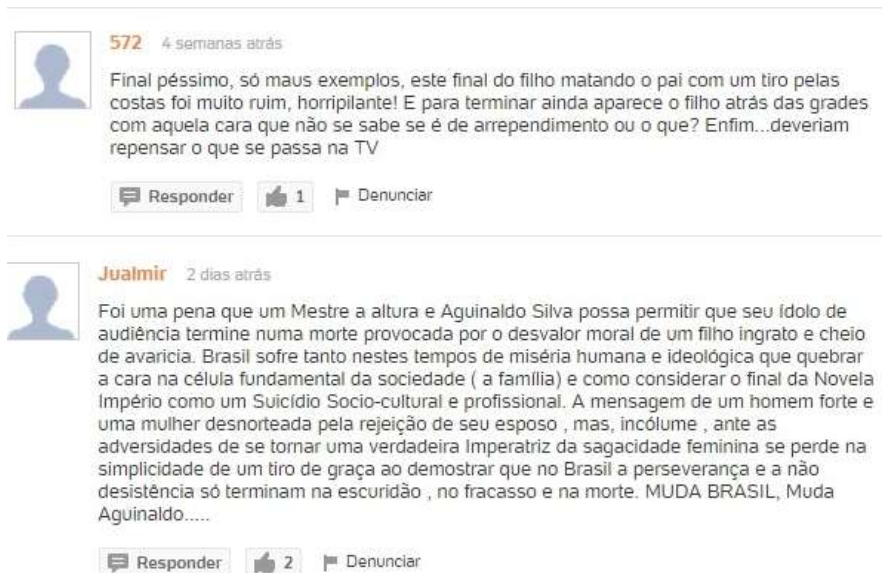 572 4 semanas atrás
Final péssimo, só maus exemplos, este final do filho matando o pai com um tiro pelas
costas foi muito ruim, horripilante! E para terminar ainda aparece o filho atrás das grades
com aquela cara que não se sabe se é de arrependimento ou o que? Enfim...deveriam
repensar o que se passa na TV
Responder 1 Denunciar
Jualmir 2 dias atrás
Foi uma pena que um Mestre a altura e Aguinaldo Silva possa permitir que seu ídolo de
audiência termine numa morte provocada por o desvalor moral de um filho ingrato e cheio
de avaricia. Brasil sofre tanto nestes tempos de miséria humana e ideológica que quebrar
a cara na célula fundamental da sociedade ( a família) e como considerar o final da Novela
Império como um Suicídio Socio-cultural e profissional. A mensagem de um homem forte e
uma mulher desnorteada pela rejeição de seu esposo , mas, incólume , ante as
adversidades de se tornar uma verdadeira Imperatriz da sagacidade feminina se perde na
simplicidade de um tiro de graça ao demostrar que no Brasil a perseverança e a não
desistência só terminam na escuridão , no fracasso e na morte. MUDA BRASIL, Muda
Aguinaldo.....
Responder 2 Denunciar